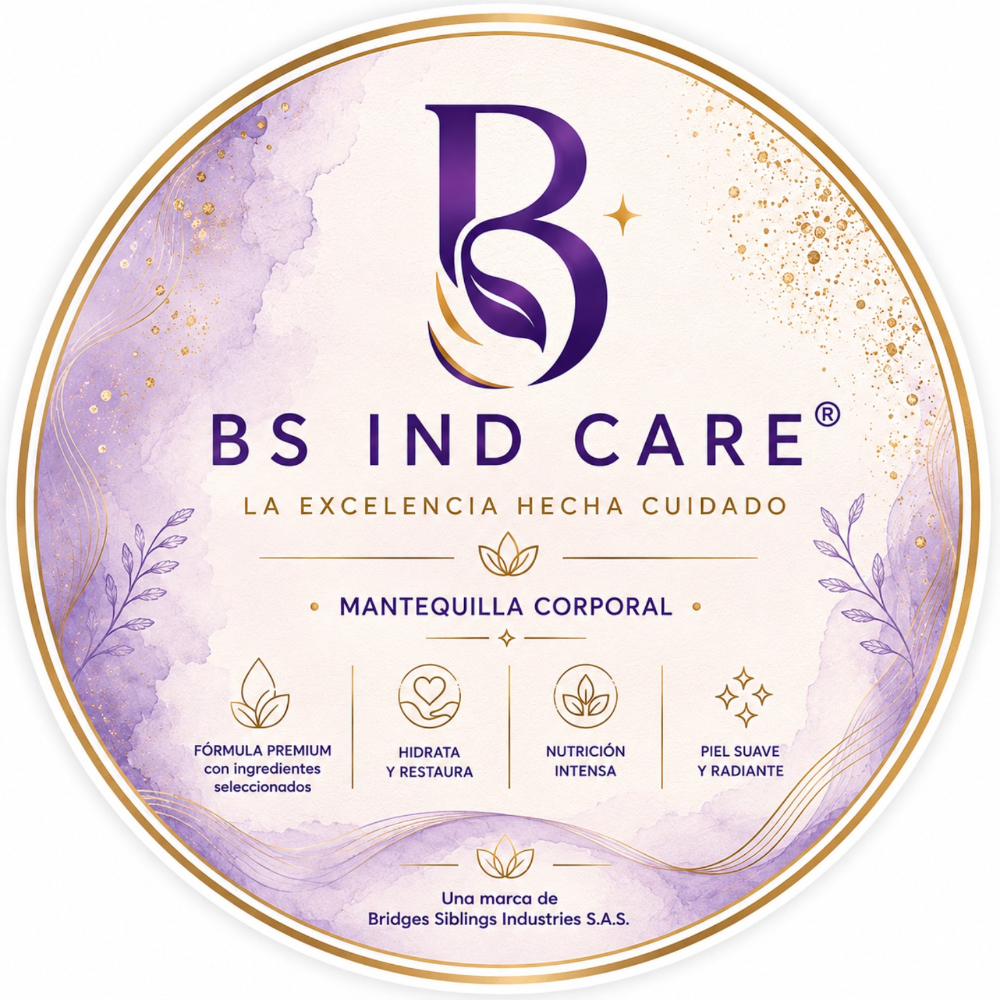 B
BS IND CARE®
LA EXCELENCIA HECHA CUIDADO
• MANTEQUILLA CORPORAL •
FÓRMULA PREMIUM
con ingredientes
seleccionados
HIDRATA
Y RESTAURA
NUTRICIÓN
INTENSA
PIEL SUAVE
Y RADIANTE
Una marca de
Bridges Siblings Industries S.A.S.